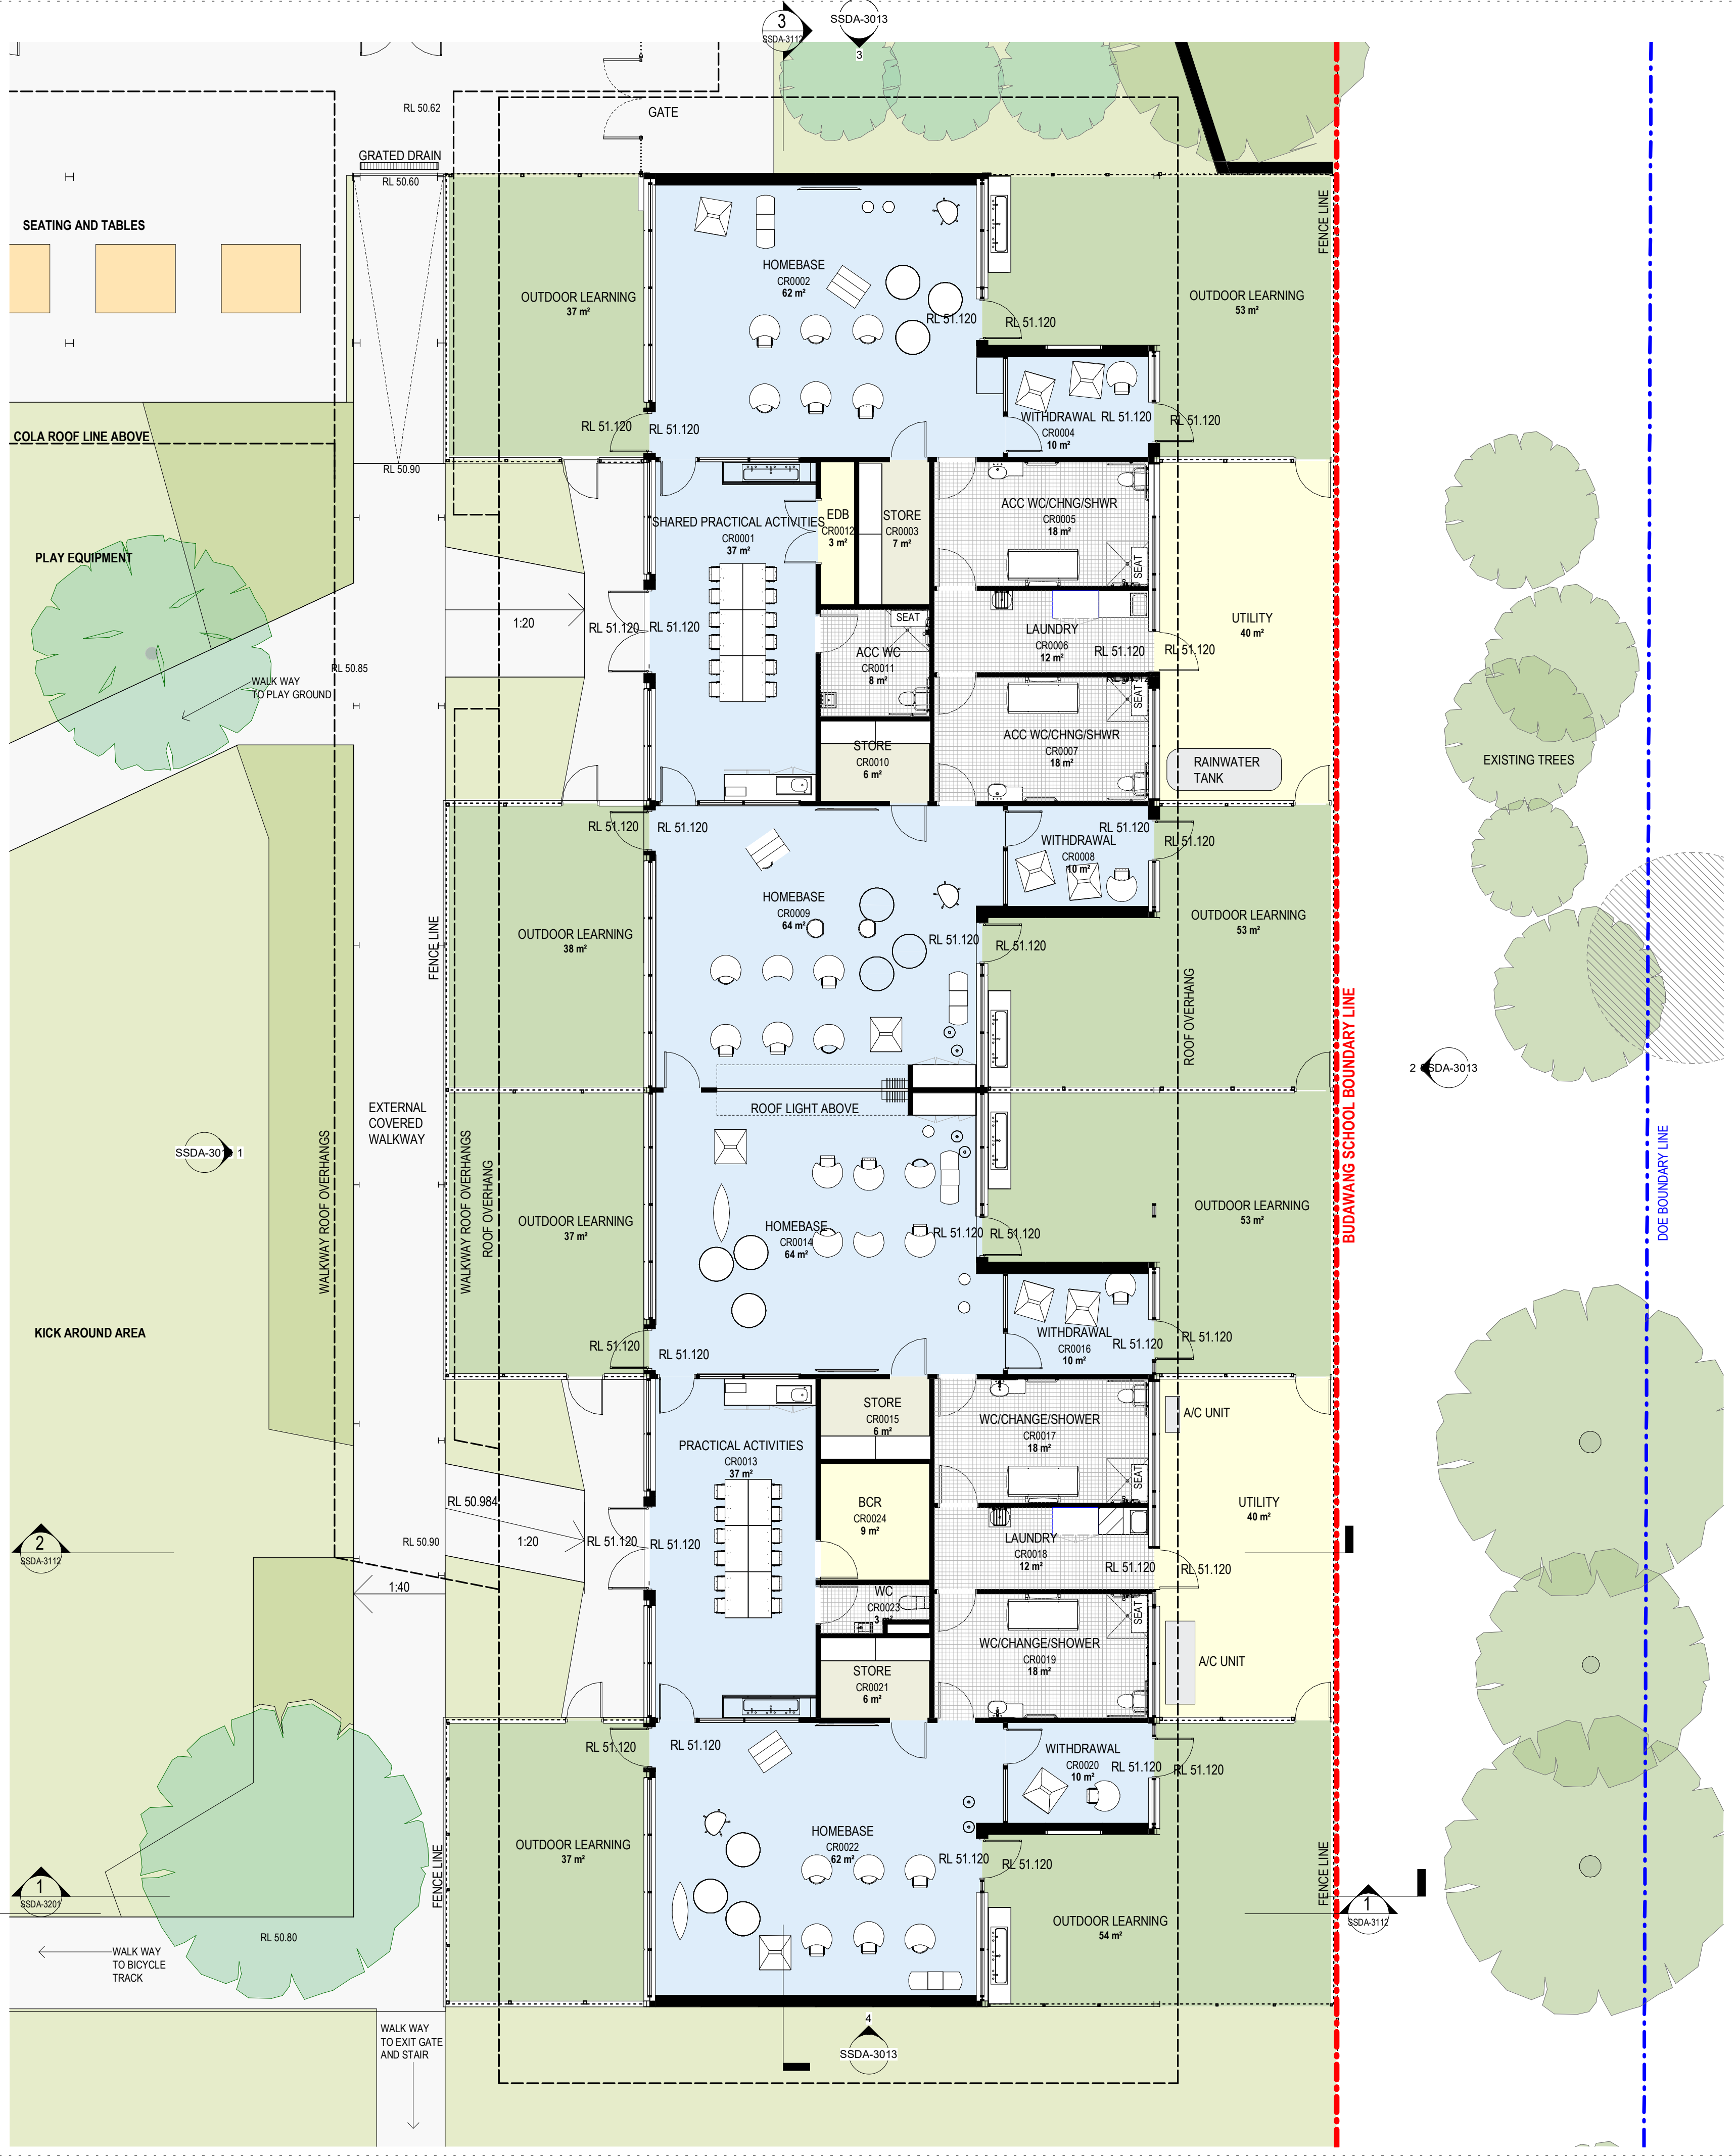 3
SSDA-3112
SSDA-3013
3
RL 50.62
GATE
GRATED DRAIN
RL 50.60
SEATING AND TABLES
FENCE LINE
HOMEBASE
CR0002
62 m²
OUTDOOR LEARNING
37 m²
OUTDOOR LEARNING
53 m²
RL 51.120
RL 51.120
WITHDRAWAL
CR0004
10 m²
RL 51.120
RL 51.120
RL 51.120
RL 51.120
COLA ROOF LINE ABOVE
RL 50.90
SHARED PRACTICAL ACTIVITIES
CR0001
37 m²
EDB
CR0012
3 m²
STORE
CR0003
7 m²
ACC WC/CHNG/SHWR
CR0005
18 m²
SEAT
PLAY EQUIPMENT
1:20
RL 51.120
RL 51.120
SEAT
ACC WC
CR0011
8 m²
LAUNDRY
CR0006
12 m²
RL 51.120
RL 51.120
UTILITY
40 m²
RL 50.85
WALK WAY
TO PLAY GROUND
SEAT
ACC WC/CHNG/SHWR
CR0007
18 m²
STORE
CR0010
6 m²
RAINWATER
TANK
EXISTING TREES
RL 51.120
RL 51.120
RL 51.120
RL 51.120
WITHDRAWAL
CR0008
10 m²
HOMEBASE
CR0009
64 m²
OUTDOOR LEARNING
38 m²
OUTDOOR LEARNING
53 m²
RL 51.120
RL 51.120
FENCE LINE
ROOF OVERHANG
BUDAWANG SCHOOL BOUNDARY LINE
2
SSDA-3013
DOE BOUNDARY LINE
EXTERNAL
COVERED
WALKWAY
ROOF LIGHT ABOVE
1
WALKWAY ROOF OVERHANGS
WALKWAY ROOF OVERHANGS
ROOF OVERHANG
OUTDOOR LEARNING
37 m²
HOMEBASE
CR0014
64 m²
RL 51.120
RL 51.120
OUTDOOR LEARNING
53 m²
KICK AROUND AREA
RL 51.120
RL 51.120
WITHDRAWAL
CR0016
10 m²
RL 51.120
RL 51.120
STORE
CR0015
6 m²
WC/CHANGE/SHOWER
CR0017
18 m²
SEAT
A/C UNIT
PRACTICAL ACTIVITIES
CR0013
37 m²
RL 50.984
BCR
CR0024
9 m²
UTILITY
40 m²
2
SSDA-3112
RL 50.90
1:20
RL 51.120
RL 51.120
LAUNDRY
CR0018
12 m²
RL 51.120
RL 51.120
1:40
WC
CR0023
3 m²
SEAT
WC/CHANGE/SHOWER
CR0019
18 m²
STORE
CR0021
6 m²
A/C UNIT
RL 51.120
RL 51.120
WITHDRAWAL
CR0020
10 m²
RL 51.120
RL 51.120
HOMEBASE
CR0022
62 m²
OUTDOOR LEARNING
37 m²
RL 51.120
RL 51.120
FENCE LINE
FENCE LINE
1
SSDA-3201
1
SSDA-3112
OUTDOOR LEARNING
54 m²
RL 50.80
WALK WAY
TO BICYCLE
TRACK
WALK WAY
TO EXIT GATE
AND STAIR
4
SSDA-3013